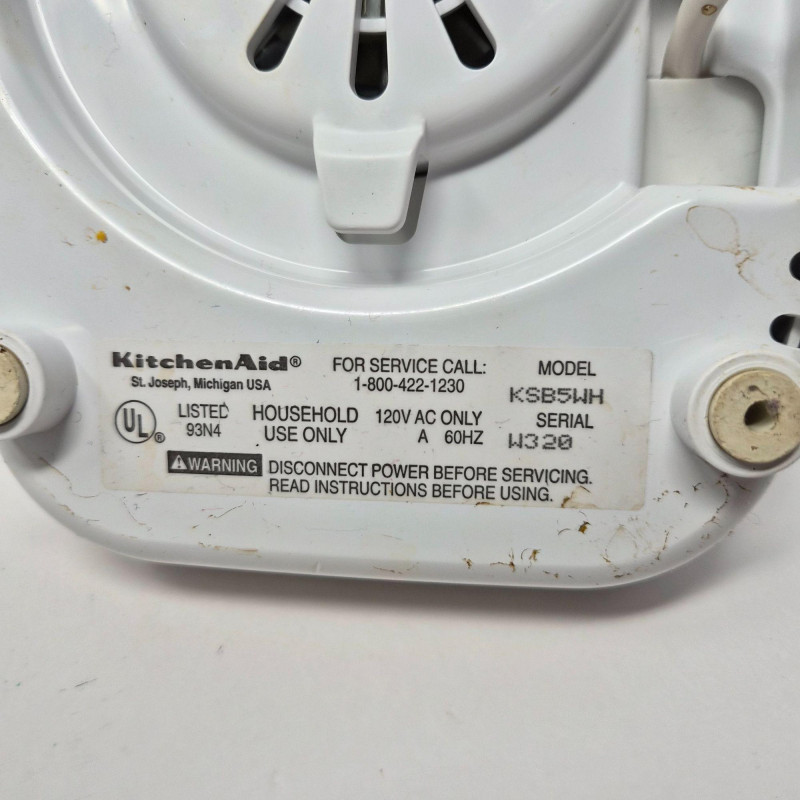 KitchenAid®
St. Joseph, Michigan USA
FOR SERVICE CALL:
1-800-422-1230
MODEL
KSB5WH
SERIAL
W320
UL®
LISTED
93N4
HOUSEHOLD
USE ONLY
120V AC ONLY
A 60HZ
WARNING
DISCONNECT POWER BEFORE SERVICING.
READ INSTRUCTIONS BEFORE USING.